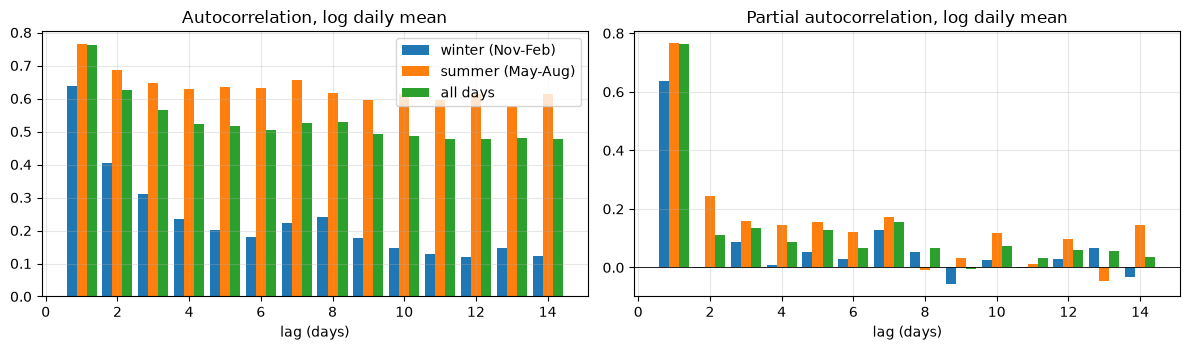 Autocorrelation, log daily mean
0.8
0.7
0.6
0.5
0.4
0.3
0.2
0.1
0.0
winter (Nov-Feb)
summer (May-Aug)
all days
0 2 4 6 8 10 12 14
lag (days)
Partial autocorrelation, log daily mean
0.8
0.6
0.4
0.2
0.0
0 2 4 6 8 10 12 14
lag (days)